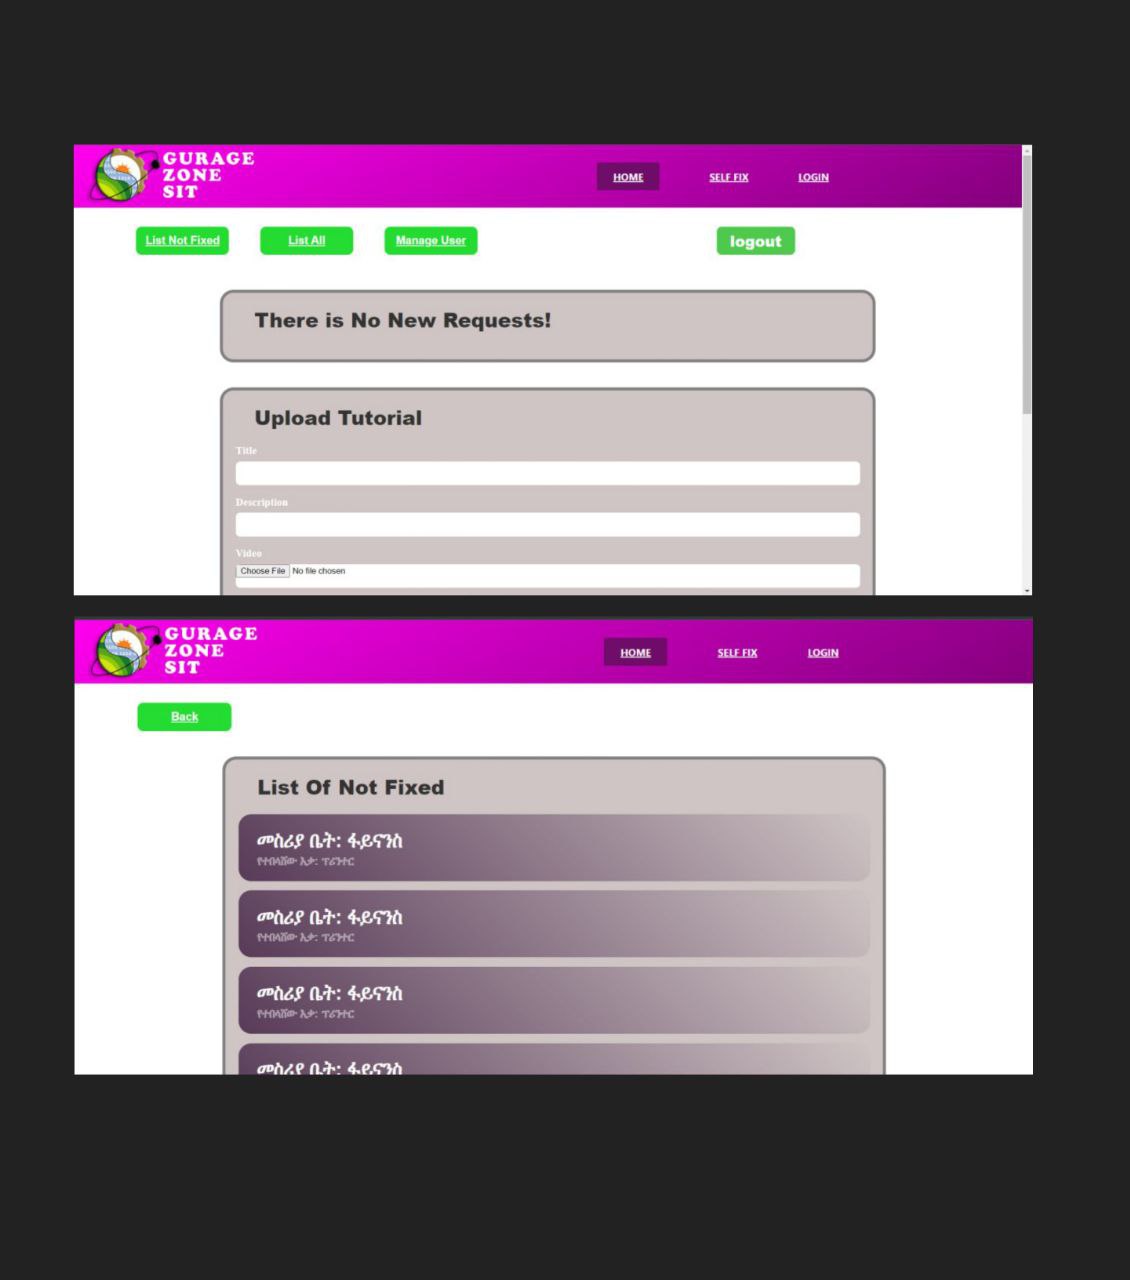 GURAGE
ZONE
SIT
HOME SELF FIX LOGIN
List Not Fixed List All Manage User logout
There is No New Requests!
Upload Tutorial
Title
Description
Video
Choose File No file chosen
GURAGE
ZONE
SIT
HOME SELF FIX LOGIN
Back
List Of Not Fixed
መስሪያ ቤት: ፋይናንስ
የተበላሸው እቃ: ፕሪንተር
መስሪያ ቤት: ፋይናንስ
የተበላሸው እቃ: ፕሪንተር
መስሪያ ቤት: ፋይናንስ
የተበላሸው እቃ: ፕሪንተር
መስሪያ ቤት: ፋይናንስ